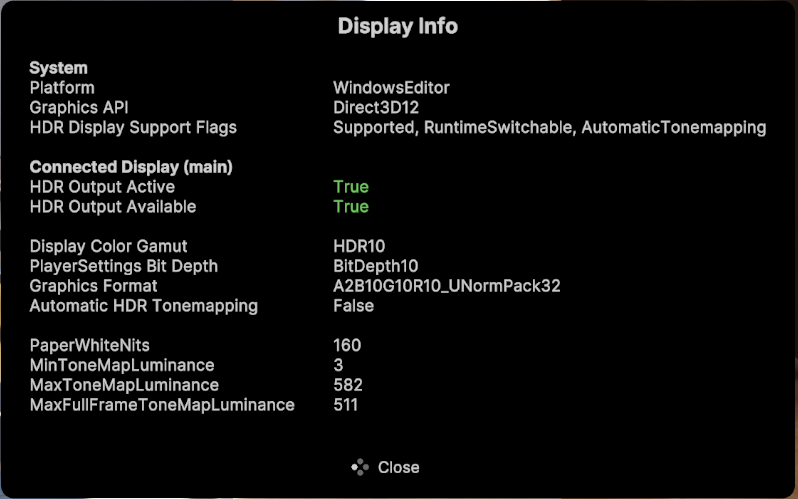 Display Info
System
Platform WindowsEditor
Graphics API Direct3D12
HDR Display Support Flags Supported, RuntimeSwitchable, AutomaticTonemapping
Connected Display (main)
HDR Output Active True
HDR Output Available True
Display Color Gamut HDR10
PlayerSettings Bit Depth BitDepth10
Graphics Format A2B10G10R10_UNormPack32
Automatic HDR Tonemapping False
PaperWhiteNits 160
MinToneMapLuminance 3
MaxToneMapLuminance 582
MaxFullFrameToneMapLuminance 511
Close